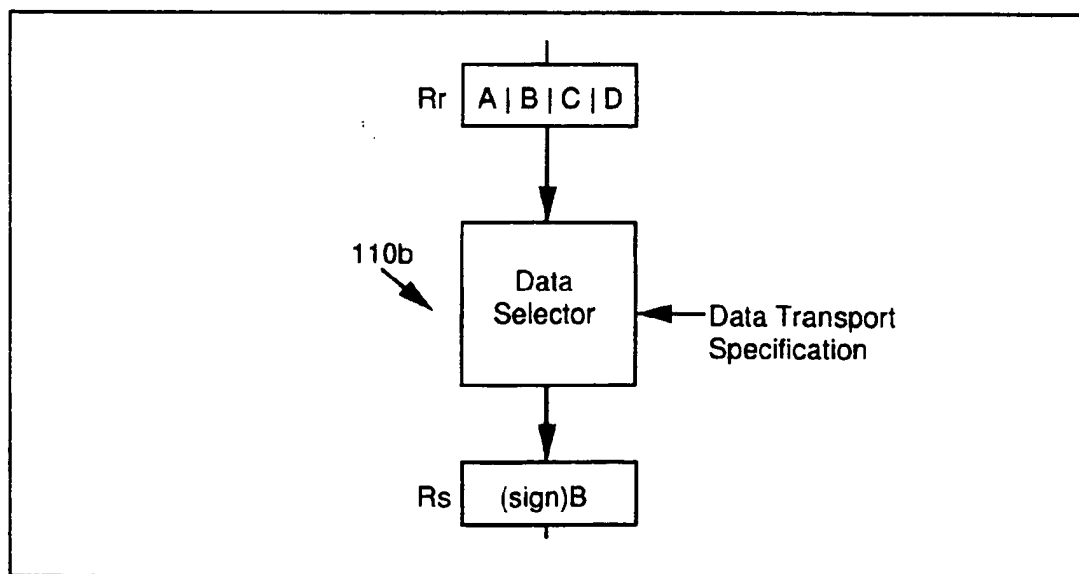 Rr
A | B | C | D
110b
Data
Selector
Data Transport
Specification
Rs
(sign)B